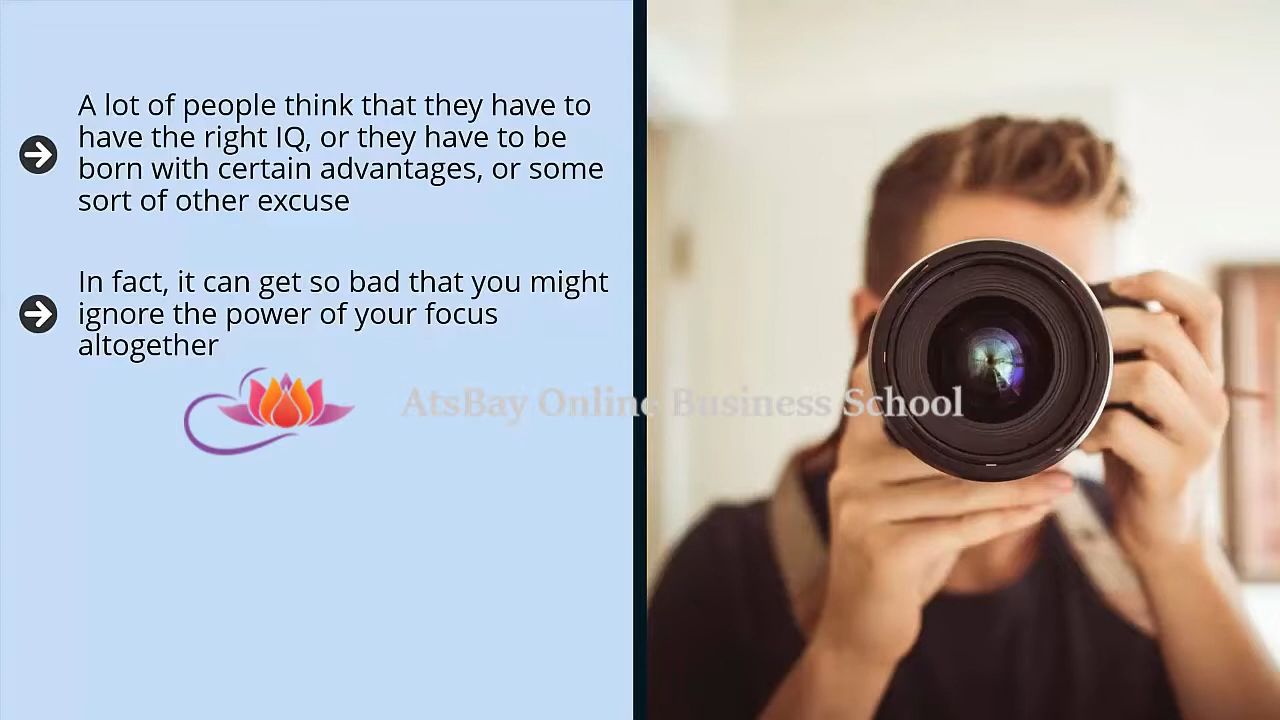 A lot of people think that they have to
have the right IQ, or they have to be
born with certain advantages, or some
sort of other excuse
In fact, it can get so bad that you might
ignore the power of your focus
altogether
AtsBay Online Business School